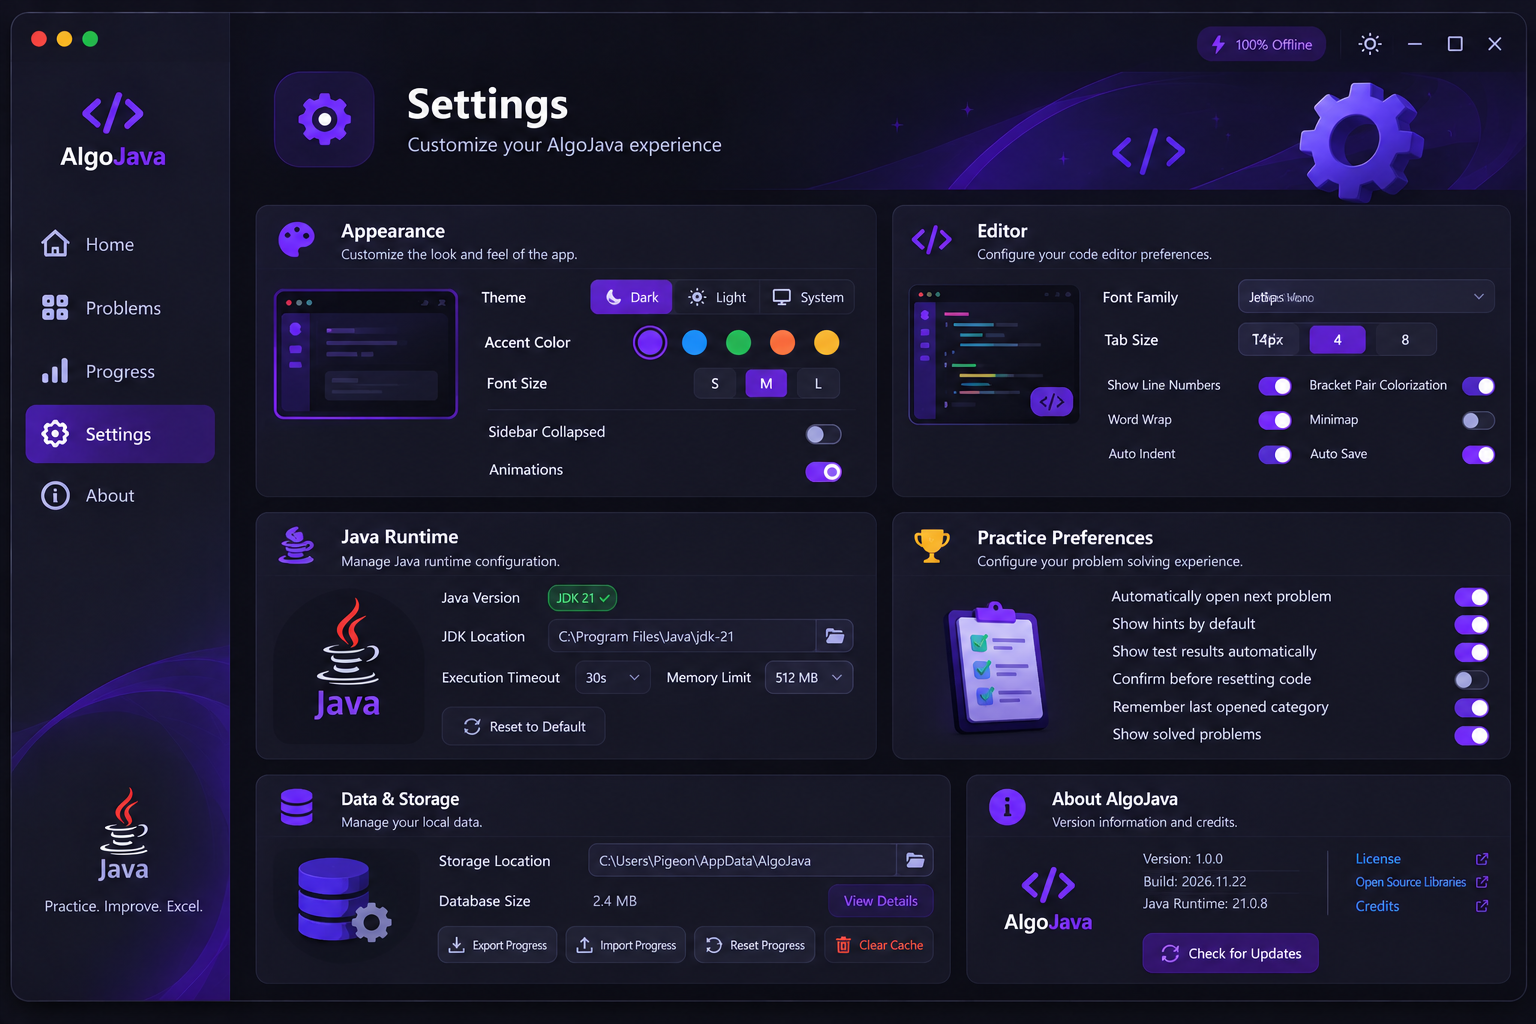 100% Offline
AlgoJava
Home
Problems
Progress
Settings
About
Java
Practice. Improve. Excel.
Settings
Customize your AlgoJava experience
Appearance
Customize the look and feel of the app.
Theme
Dark
Light
System
Accent Color
Font Size
S
M
L
Sidebar Collapsed
Animations
Editor
Configure your code editor preferences.
Font Family
Tab Size
4
8
Show Line Numbers
Bracket Pair Colorization
Word Wrap
Minimap
Auto Indent
Auto Save
Java Runtime
Manage Java runtime configuration.
Java
Java Version
JDK 21
JDK Location
C:\Program Files\Java\jdk-21
Execution Timeout
30s
Memory Limit
512 MB
Reset to Default
Practice Preferences
Configure your problem solving experience.
Automatically open next problem
Show hints by default
Show test results automatically
Confirm before resetting code
Remember last opened category
Show solved problems
Data & Storage
Manage your local data.
Storage Location
C:\Users\Pigeon\AppData\AlgoJava
Database Size
2.4 MB
View Details
Export Progress
Import Progress
Reset Progress
Clear Cache
About AlgoJava
Version information and credits.
AlgoJava
Version: 1.0.0
Build: 2026.11.22
Java Runtime: 21.0.8
License
Open Source Libraries
Credits
Check for Updates